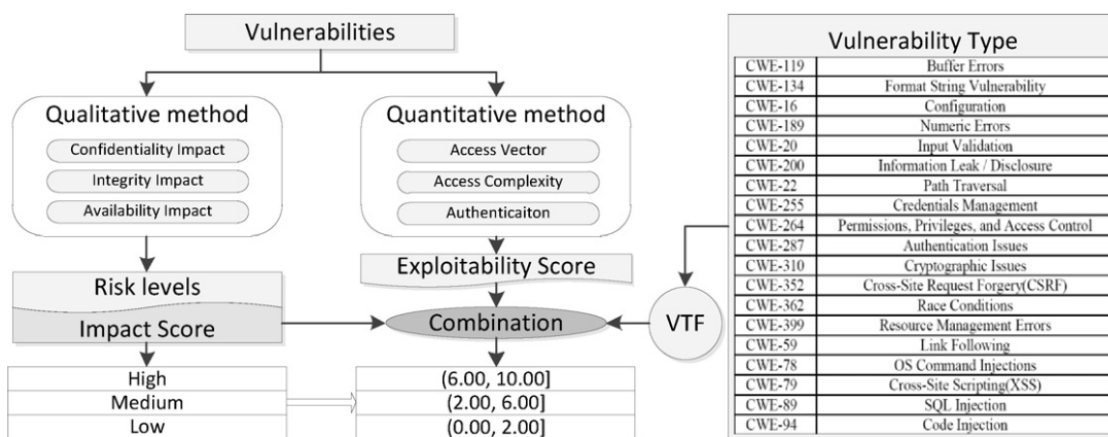 Vulnerabilities
Qualitative method
Confidentiality Impact
Integrity Impact
Availability Impact
Risk levels
Impact Score
High
Medium
Low
Quantitative method
Access Vector
Access Complexity
Authenticaiton
Exploitability Score
Combination
(6.00, 10.00]
(2.00, 6.00]
(0.00, 2.00]
VTF
Vulnerability Type
CWE-119 Buffer Errors
CWE-134 Format String Vulnerability
CWE-16 Configuration
CWE-189 Numeric Errors
CWE-20 Input Validation
CWE-200 Information Leak / Disclosure
CWE-22 Path Traversal
CWE-255 Credentials Management
CWE-264 Permissions, Privileges, and Access Control
CWE-287 Authentication Issues
CWE-310 Cryptographic Issues
CWE-352 Cross-Site Request Forgery(CSRF)
CWE-362 Race Conditions
CWE-399 Resource Management Errors
CWE-59 Link Following
CWE-78 OS Command Injections
CWE-79 Cross-Site Scripting(XSS)
CWE-89 SQL Injection
CWE-94 Code Injection